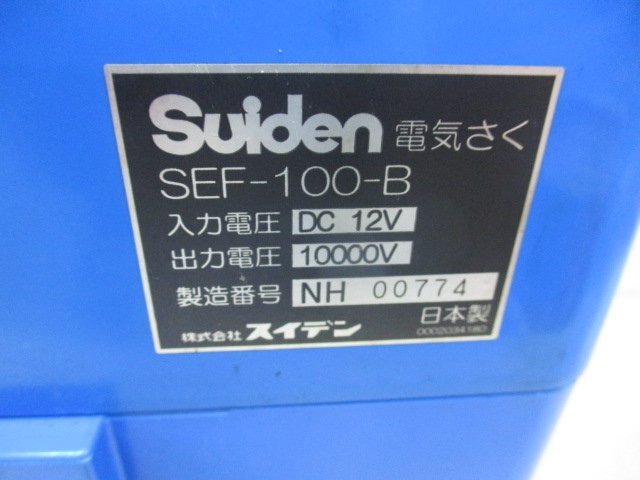 Suiden 電気さく
SEF-100-B
入力電圧 DC 12V
出力電圧 10000V
製造番号 NH 00774
日本製
株式会社スイデン 0002034180